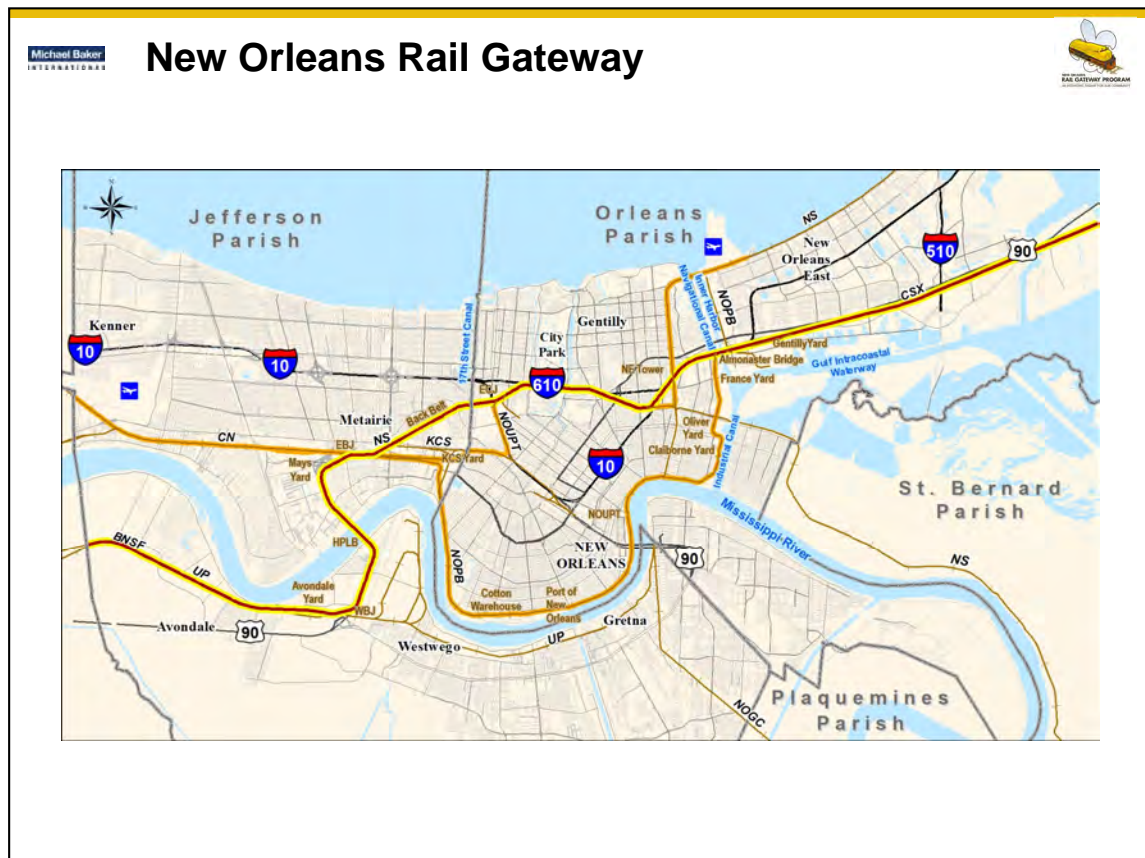 Michael Baker
INTERNATIONAL
New Orleans Rail Gateway
NEW ORLEANS
RAIL GATEWAY PROGRAM
Jefferson
Parish
Orleans
Parish
NS
New
Orleans
East
510
90
Kenner
10
10
17th Street Canal
City
Park
Gentilly
Inner Harbor
Navigational Canal
NOPB
CSX
Gentilly Yard
Almonaster Bridge
Gulf Intracoastal
Waterway
France Yard
NE Tower
610
Metairie
Back Belt
NS
NOUPT
CN
EBJ
KCS
KCS Yard
Mays
Yard
10
Oliver
Yard
Claiborne Yard
Industrial Canal
St. Bernard
Parish
Mississippi River
NOUPT
NEW
ORLEANS
90
NS
BNSF
UP
HPLB
NOPB
Avondale
Yard
WBJ
Cotton
Warehouse
Port of
New
Orleans
Gretna
Avondale
90
Westwego
UP
NOGC
Plaquemines
Parish